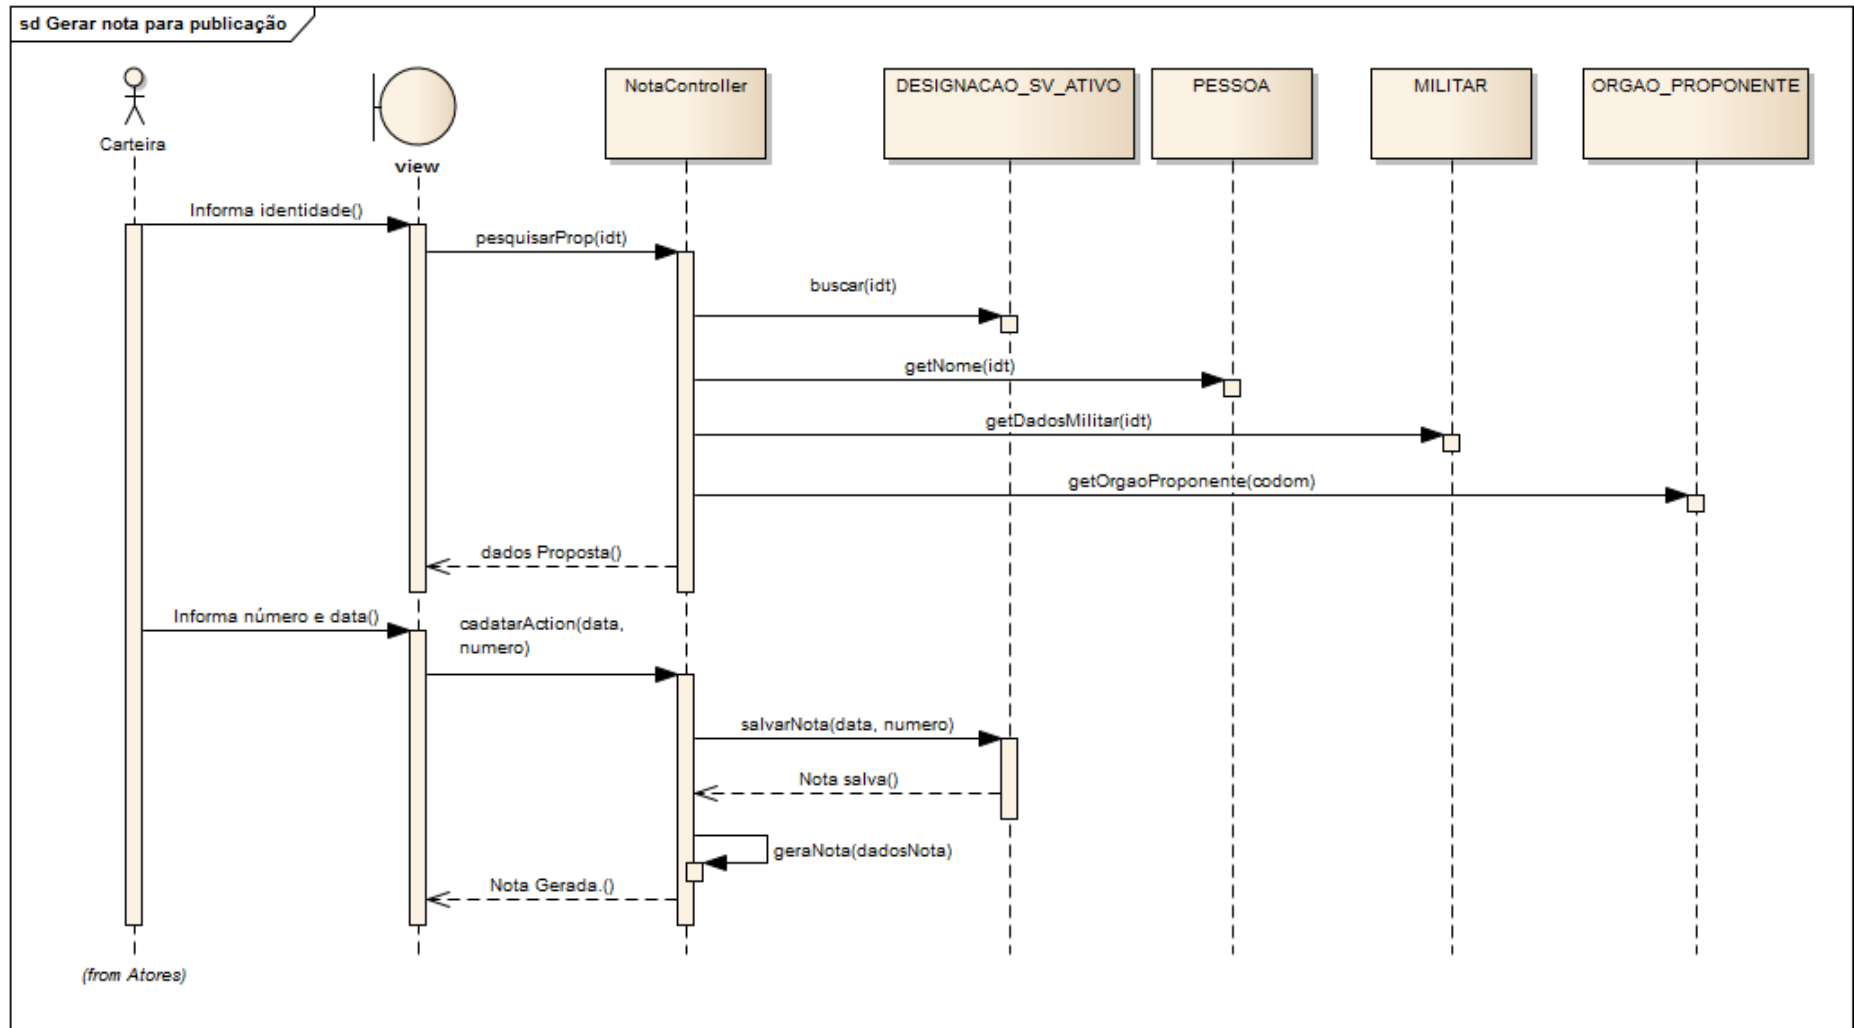 sd Gerar nota para publicação
Carteira
view
NotaController
DESIGNACAO_SV_ATIVO
PESSOA
MILITAR
ORGAO_PROPONENTE
Informa identidade()
pesquisarProp(idt)
buscar(idt)
getNome(idt)
getDadosMilitar(idt)
getOrgaoProponente(codom)
dados Proposta()
Informa número e data()
cadatarAction(data,
numero)
salvarNota(data, numero)
Nota salva()
geraNota(dadosNota)
Nota Gerada.()
(from Atores)